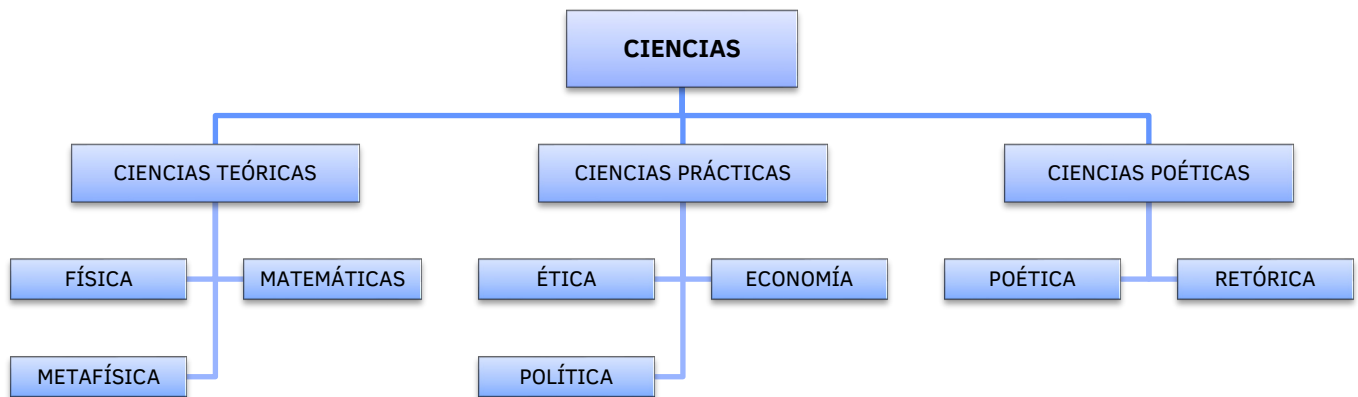 CIENCIAS
CIENCIAS TEÓRICAS
CIENCIAS PRÁCTICAS
CIENCIAS POÉTICAS
FÍSICA
MATEMÁTICAS
ÉTICA
ECONOMÍA
POÉTICA
RETÓRICA
METAFÍSICA
POLÍTICA